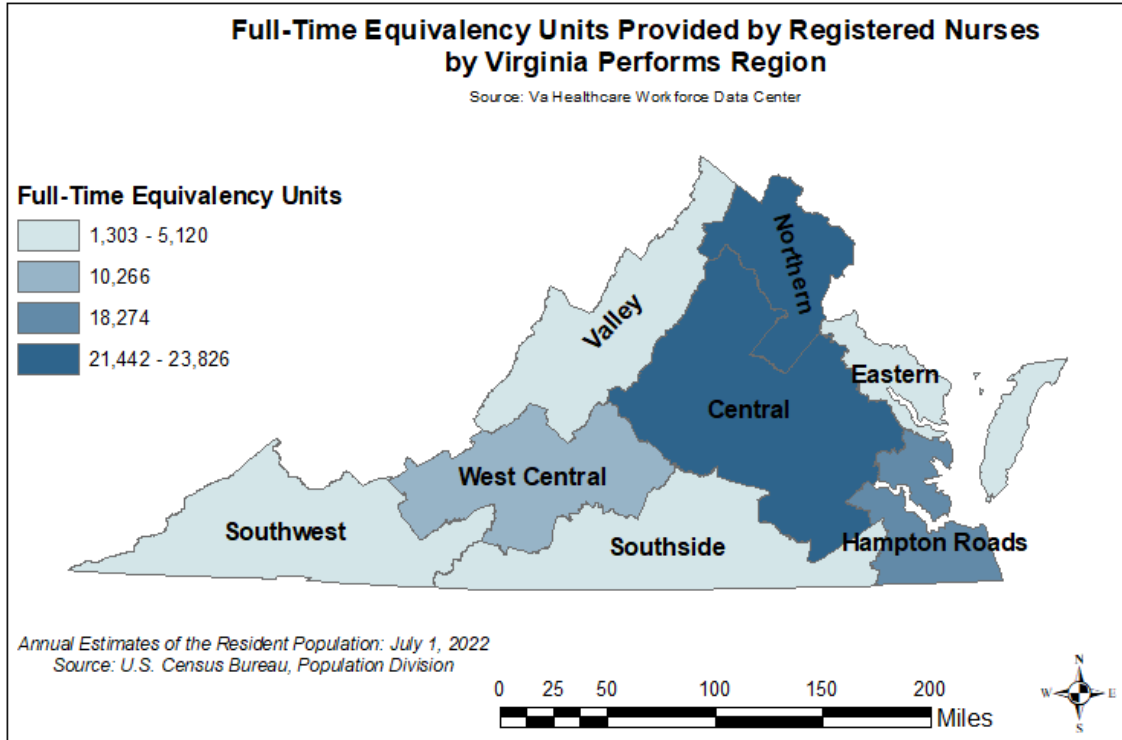 Full-Time Equivalency Units Provided by Registered Nurses
by Virginia Performs Region
Source: Va Healthcare Workforce Data Center
Full-Time Equivalency Units
1,303 - 5,120
10,266
18,274
21,442 - 23,826
Northern
Valley
Eastern
Central
West Central
Southwest
Southside
Hampton Roads
Annual Estimates of the Resident Population: July 1, 2022
Source: U.S. Census Bureau, Population Division
0 25 50 100 150 200
Miles
N
W E
S